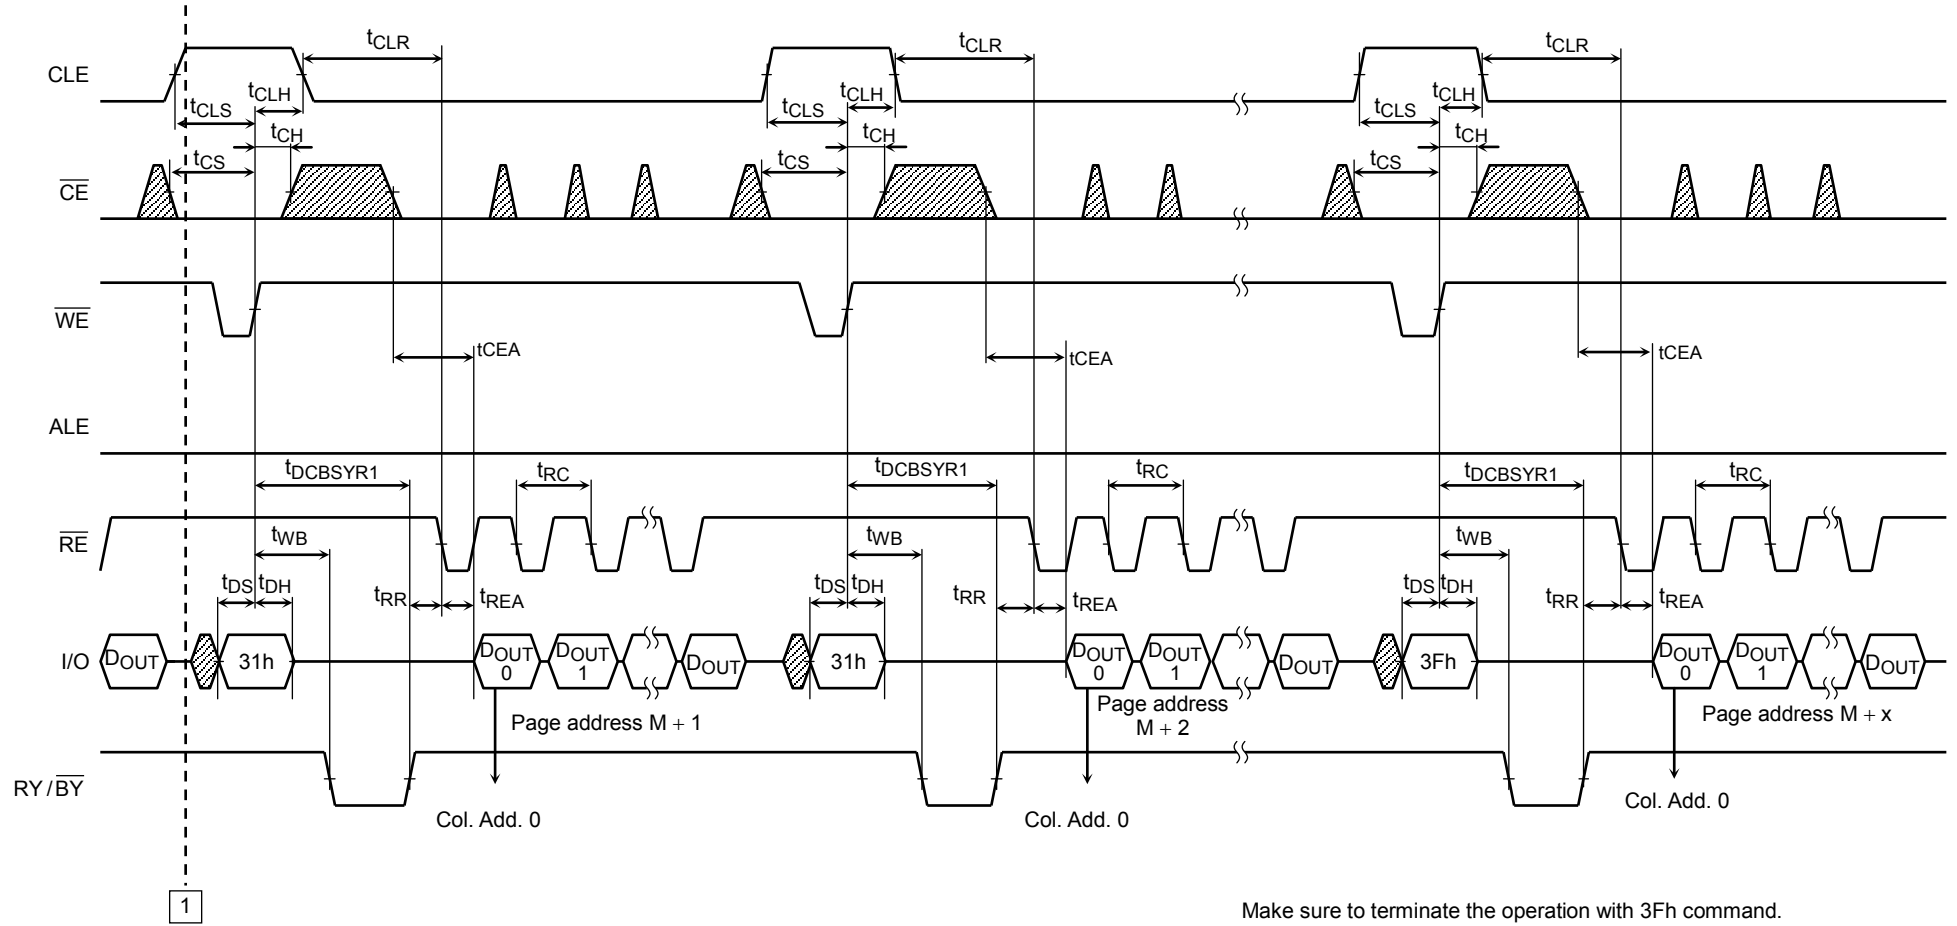 CLE
tCLR
tCLR
tCLR
tCLH
tCLH
tCLH
tCLS
tCLS
tCLS
tCH
tCH
tCH
tCS
tCS
tCS
CE
WE
tCEA
tCEA
tCEA
ALE
tDCBSYR1
tDCBSYR1
tDCBSYR1
tRC
tRC
tRC
RE
tWB
tWB
tWB
tDS tDH
tDS tDH
tDS tDH
tRR
tREA
tRR
tREA
tRR
tREA
I/O
DOUT
31h
DOUT 0
DOUT 1
DOUT
31h
DOUT 0
DOUT 1
DOUT
3Fh
DOUT 0
DOUT 1
DOUT
Page address M + 1
Page address
M + 2
Page address M + x
RY/BY
Col. Add. 0
Col. Add. 0
Col. Add. 0
1
Make sure to terminate the operation with 3Fh command.